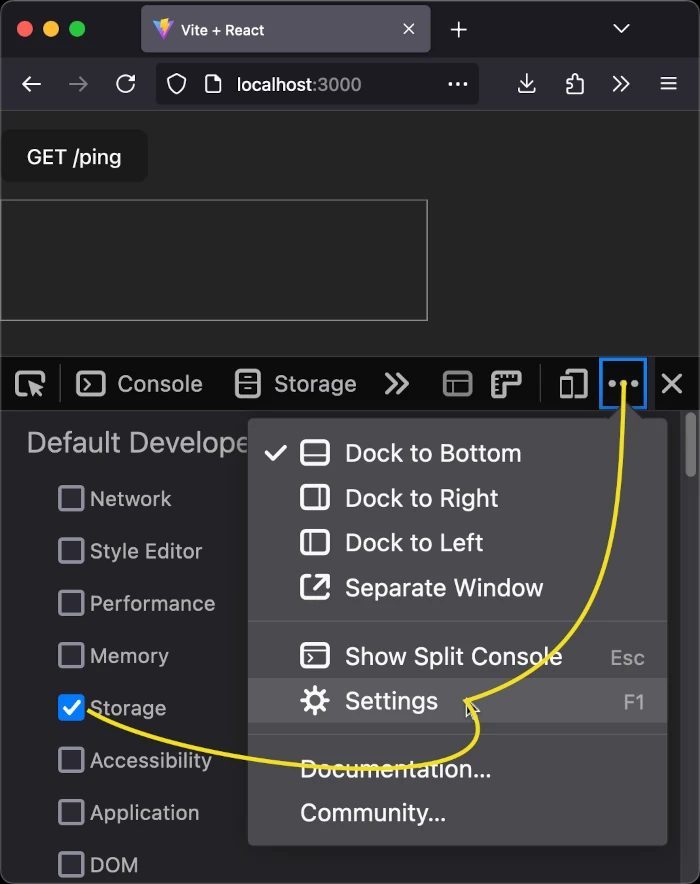 Vite + React
localhost:3000
GET /ping
Console
Storage
Default Develope
Network
Style Editor
Performance
Memory
Storage
Accessibility
Application
DOM
Dock to Bottom
Dock to Right
Dock to Left
Separate Window
Show Split Console Esc
Settings F1
Documentation...
Community...